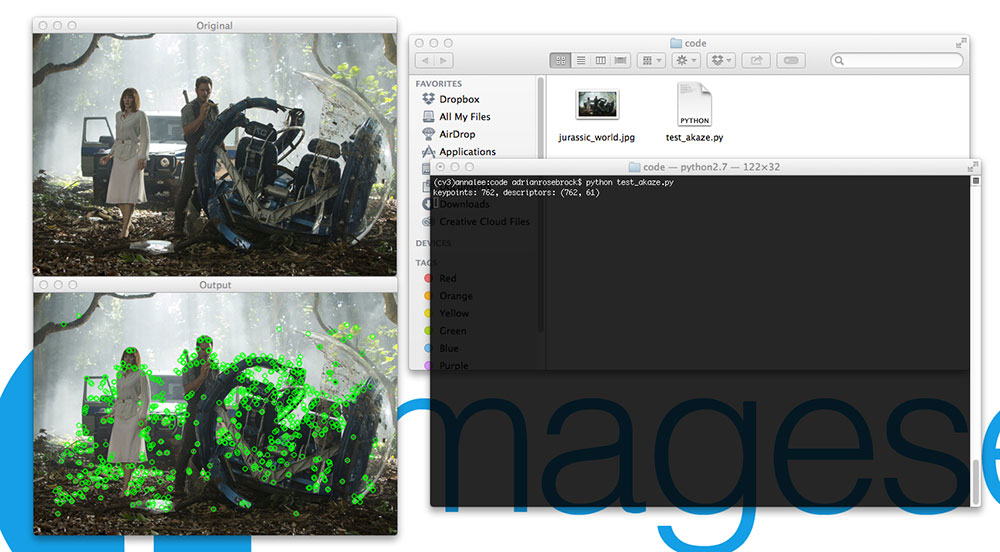 Original
Output
code
FAVORITES
Dropbox
All My Files
AirDrop
Applications
Downloads
Creative Cloud Files
DEVICES
TAGS
Red
Orange
Yellow
Green
Blue
Purple
PYTHON
jurassic_world.jpg
test_akaze.py
code — python2.7 — 122×32
(cv3)annalee:code adrianrosebrock$ python test_akaze.py
keypoints: 762, descriptors: (762, 61)
magese